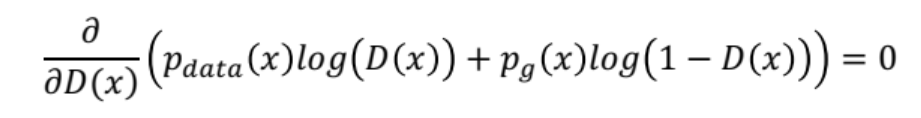 ∂/∂D(x) (p_data(x)log(D(x)) + p_g(x)log(1 − D(x))) = 0